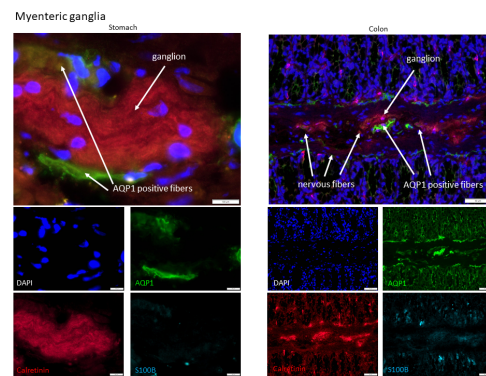 Myenteric ganglia
Stomach
ganglion
AQP1 positive fibers
DAPI
AQP1
Calretinin
S100B
Colon
ganglion
nervous fibers
AQP1 positive fibers
DAPI
AQP1
Calretinin
S100B